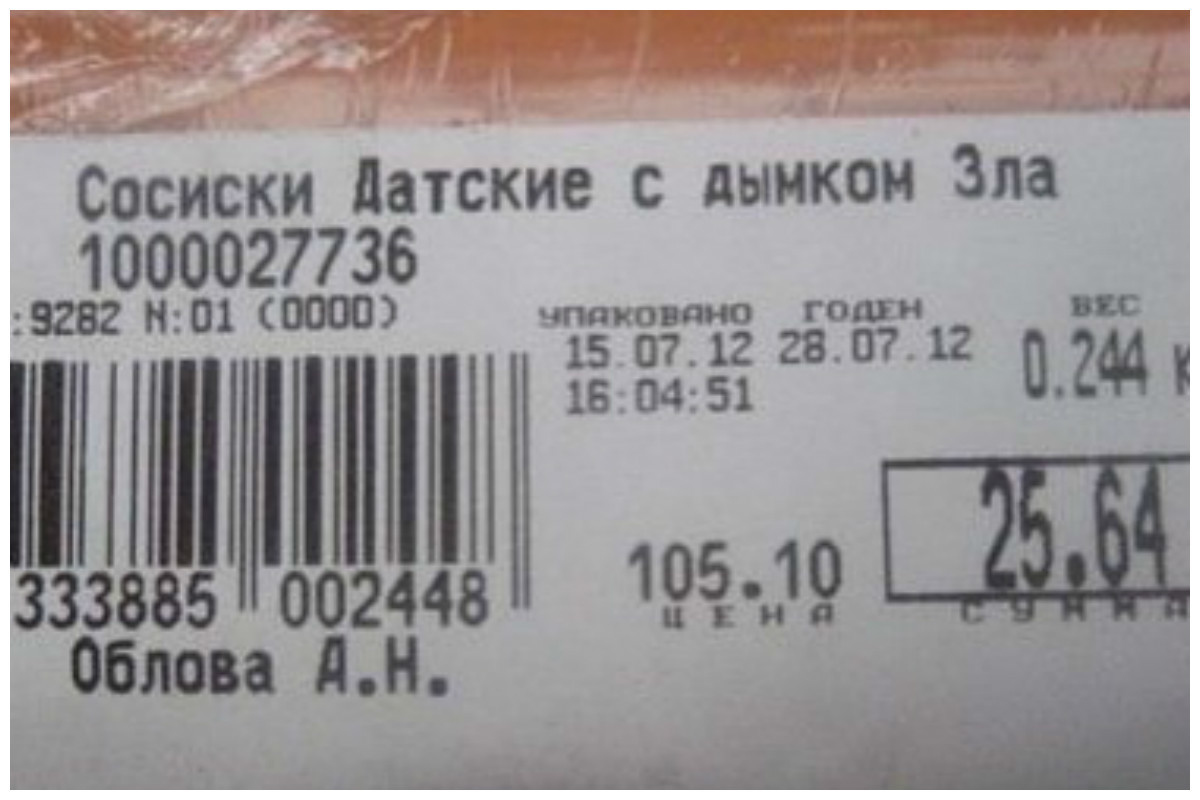 Сосиски Датские с дымком Зла
1000027736
:9282 N:01 (0000)
УПАКОВАНО ГОДЕН ВЕС
15.07.12 28.07.12 0.244 к
16:04:51
25.64
105.10
ЦЕНА СУММА
333885 002448
Облова А.Н.